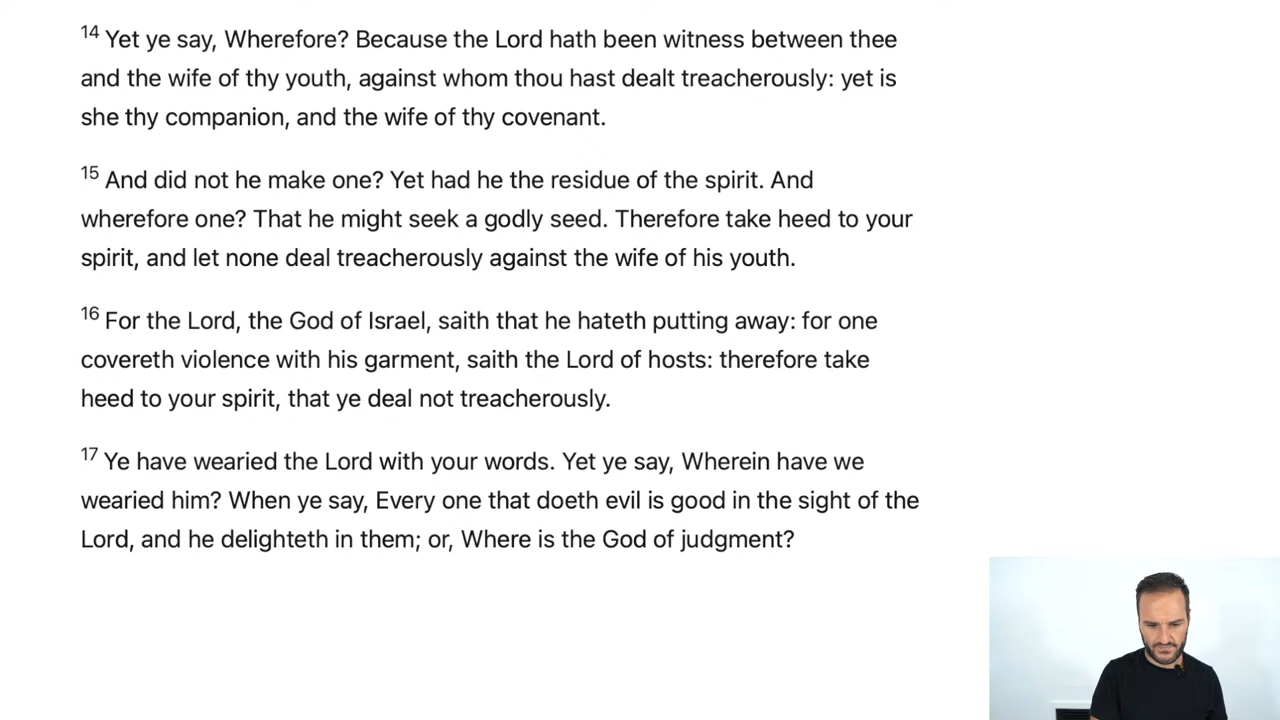 14 Yet ye say, Wherefore? Because the Lord hath been witness between thee
and the wife of thy youth, against whom thou hast dealt treacherously: yet is
she thy companion, and the wife of thy covenant.
15 And did not he make one? Yet had he the residue of the spirit. And
wherefore one? That he might seek a godly seed. Therefore take heed to your
spirit, and let none deal treacherously against the wife of his youth.
16 For the Lord, the God of Israel, saith that he hateth putting away: for one
covereth violence with his garment, saith the Lord of hosts: therefore take
heed to your spirit, that ye deal not treacherously.
17 Ye have wearied the Lord with your words. Yet ye say, Wherein have we
wearied him? When ye say, Every one that doeth evil is good in the sight of the
Lord, and he delighteth in them; or, Where is the God of judgment?